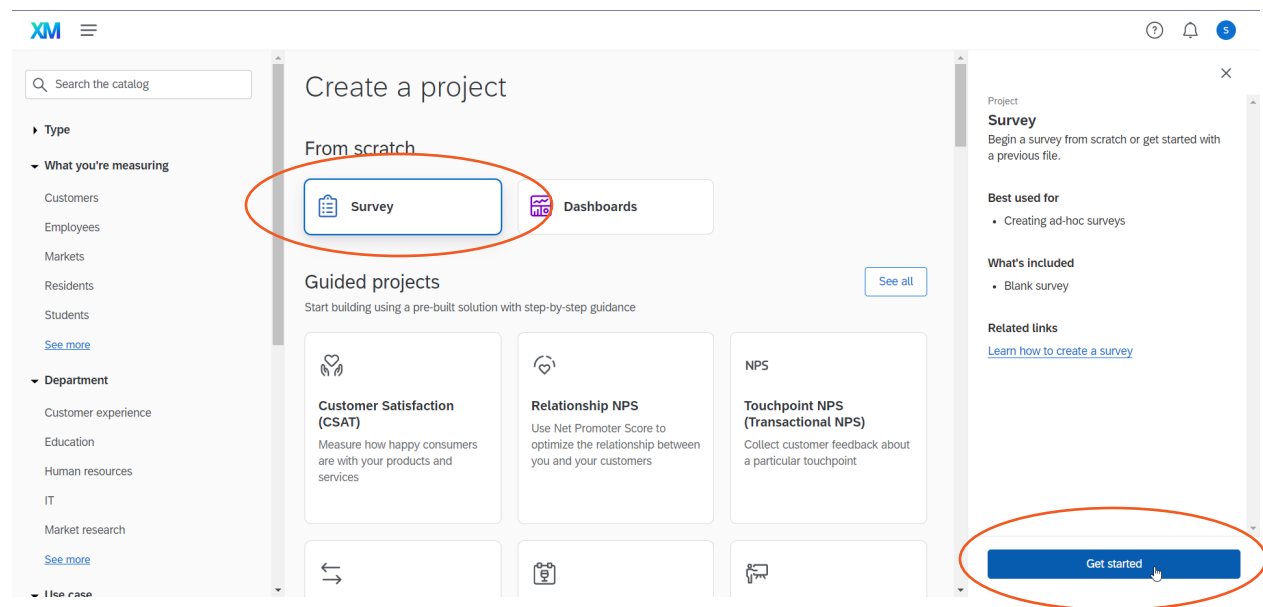 XM
S
Search the catalog
Type
What you're measuring
Customers
Employees
Markets
Residents
Students
See more
Department
Customer experience
Education
Human resources
IT
Market research
See more
Use case
Create a project
From scratch
Survey
Dashboards
Guided projects
See all
Start building using a pre-built solution with step-by-step guidance
Customer Satisfaction
(CSAT)
Measure how happy consumers
are with your products and
services
Relationship NPS
Use Net Promoter Score to
optimize the relationship between
you and your customers
NPS
Touchpoint NPS
(Transactional NPS)
Collect customer feedback about
a particular touchpoint
Project
Survey
Begin a survey from scratch or get started with
a previous file.
Best used for
• Creating ad-hoc surveys
What's included
• Blank survey
Related links
Learn how to create a survey
Get started